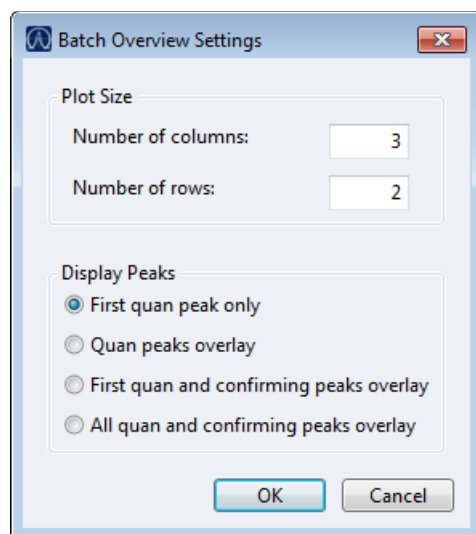 Batch Overview Settings
Plot Size
Number of columns: 3
Number of rows: 2
Display Peaks
First quan peak only
Quan peaks overlay
First quan and confirming peaks overlay
All quan and confirming peaks overlay
OK Cancel